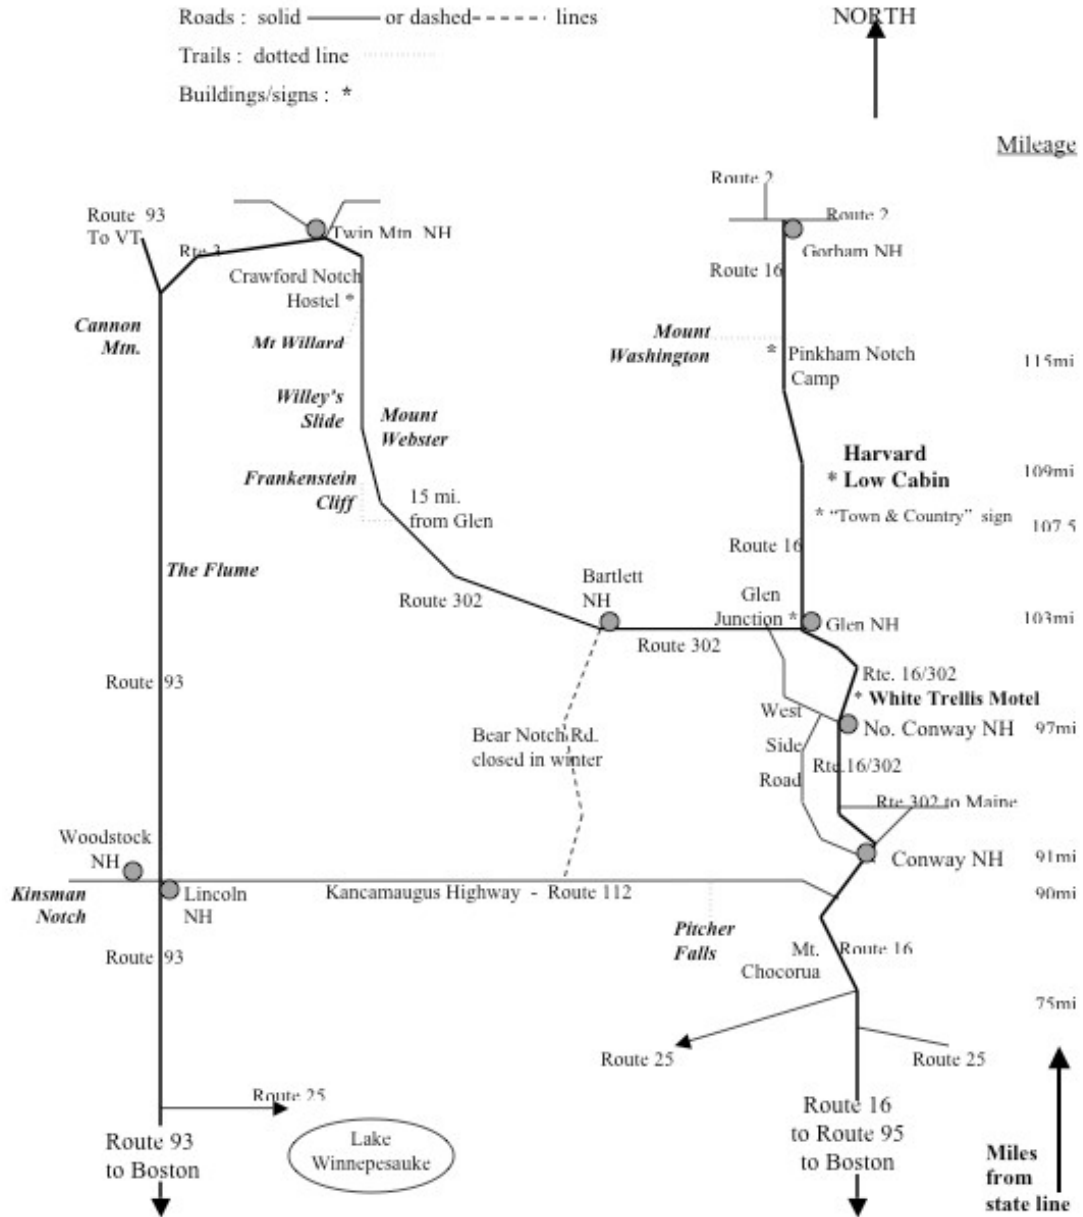 Roads : solid ——— or dashed - - - - - - lines
NORTH
Trails : dotted line ............
Buildings/signs : *
Mileage
Route 2
Route 93
To VT
Route 2
Twin Mtn. NH
Rte 3
Gorham NH
Route 16
Crawford Notch
Hostel *
Cannon
Mtn.
Mt Willard
Mount
Washington
* Pinkham Notch
Camp
115mi
Willey's
Slide
Mount
Webster
Harvard
* Low Cabin
109mi
Frankenstein
Cliff
15 mi.
from Glen
* "Town & Country" sign
107.5
Route 16
The Flume
Bartlett
NH
Glen
Junction *
Route 302
Glen NH
103mi
Route 302
Rte. 16/302
Route 93
* White Trellis Motel
West
Side
Road
No. Conway NH
97mi
Bear Notch Rd.
closed in winter
Rte.16/302
Rte 302 to Maine
Woodstock
NH
Conway NH
91mi
Kinsman
Notch
Lincoln
NH
Kancamaugus Highway - Route 112
90mi
Pitcher
Falls
Route 93
Mt.
Chocorua
Route 16
75mi
Route 25
Route 25
Route 25
Route 93
to Boston
Lake
Winnepesauke
Route 16
to Route 95
to Boston
Miles
from
state line